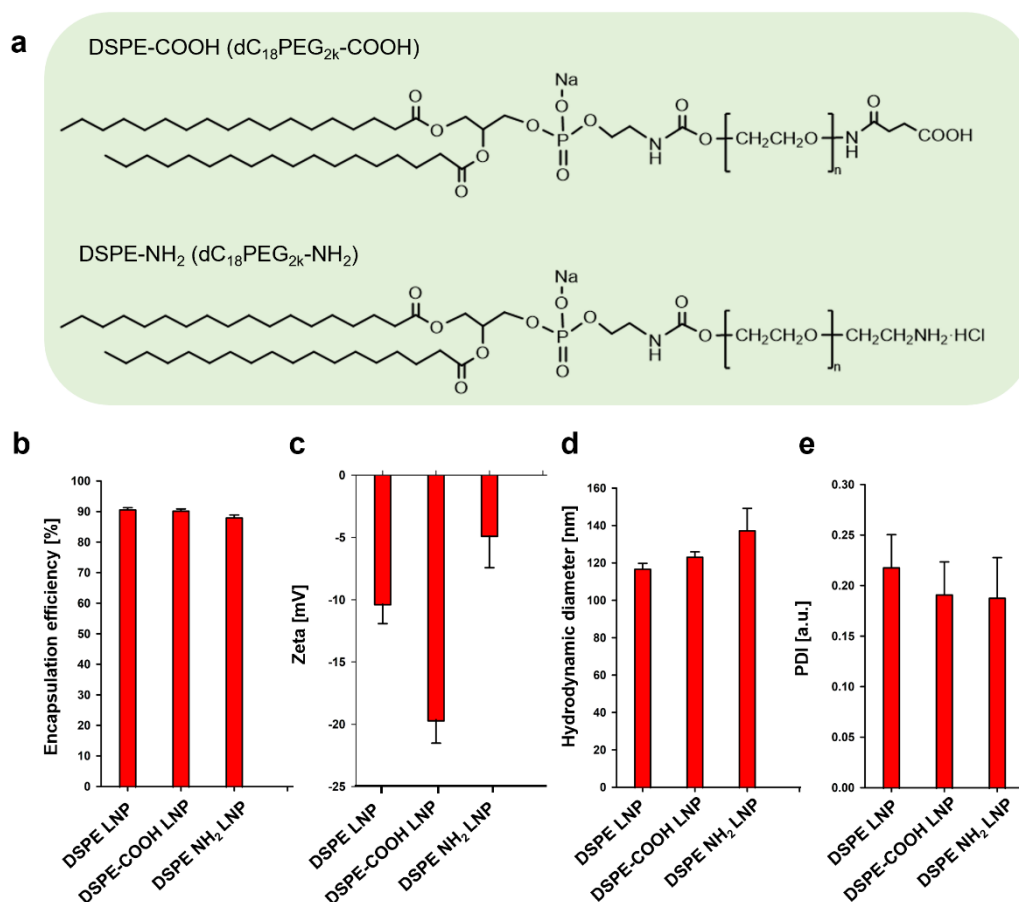 a
DSPE-COOH (dC₁₈PEG₂ₖ-COOH)
Na
O O O O O
O O P O N H O CH₂CH₂O n N H COOH
O O
DSPE-NH₂ (dC₁₈PEG₂ₖ-NH₂)
Na
O O O
O O P O N H O CH₂CH₂O n CH₂CH₂NH₂·HCl
O O O
b
Encapsulation efficiency [%]
100
90
80
70
60
50
40
30
20
10
0
DSPE LNP
DSPE-COOH LNP
DSPE NH₂ LNP
c
Zeta [mV]
0
-5
-10
-15
-20
-25
DSPE LNP
DSPE-COOH LNP
DSPE NH₂ LNP
d
Hydrodynamic diameter [nm]
160
140
120
100
80
60
40
20
0
DSPE LNP
DSPE-COOH LNP
DSPE NH₂ LNP
e
PDI [a.u.]
0.30
0.25
0.20
0.15
0.10
0.05
0.00
DSPE LNP
DSPE-COOH LNP
DSPE NH₂ LNP